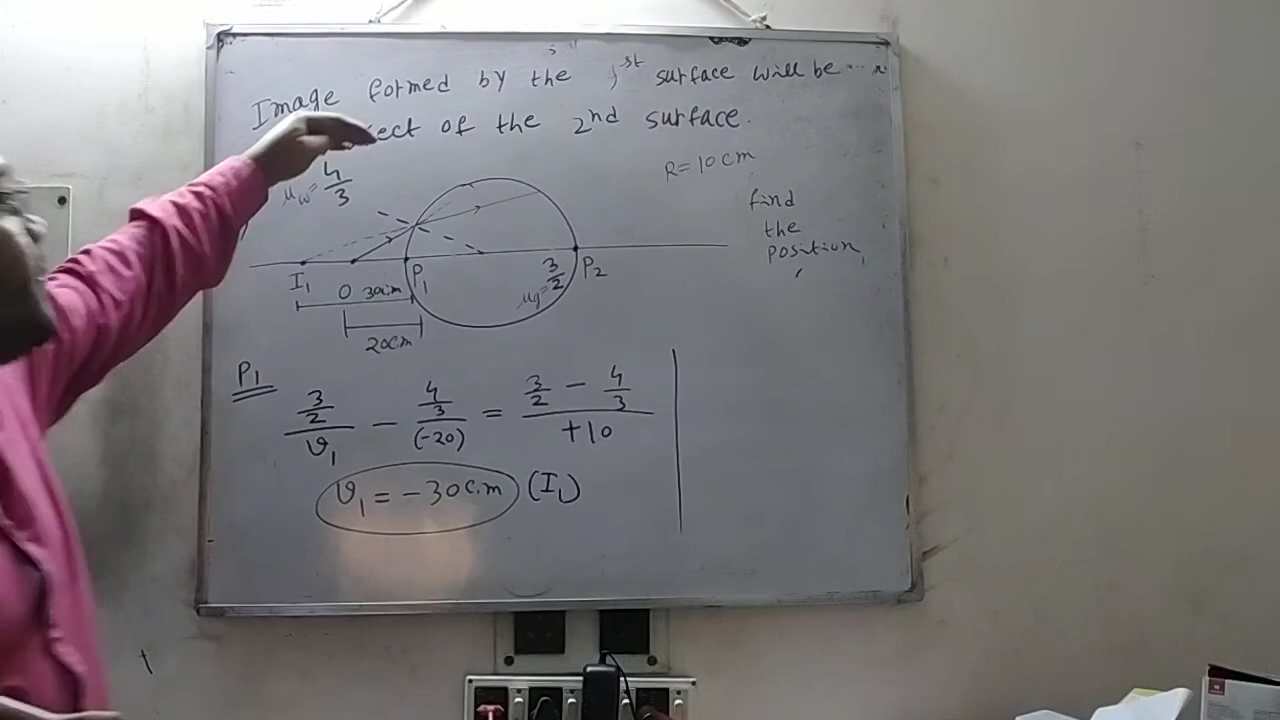 Image formed by the 1st surface will be ...
ect of the 2nd surface.
R = 10 cm
μw = 4/3
find
the
position,
I1
O
30cm
P1
μg = 3/2
P2
20cm
P1
(3/2)/v1 - (4/3)/(-20) = (3/2 - 4/3)/+10
v1 = -30 c.m (I1)